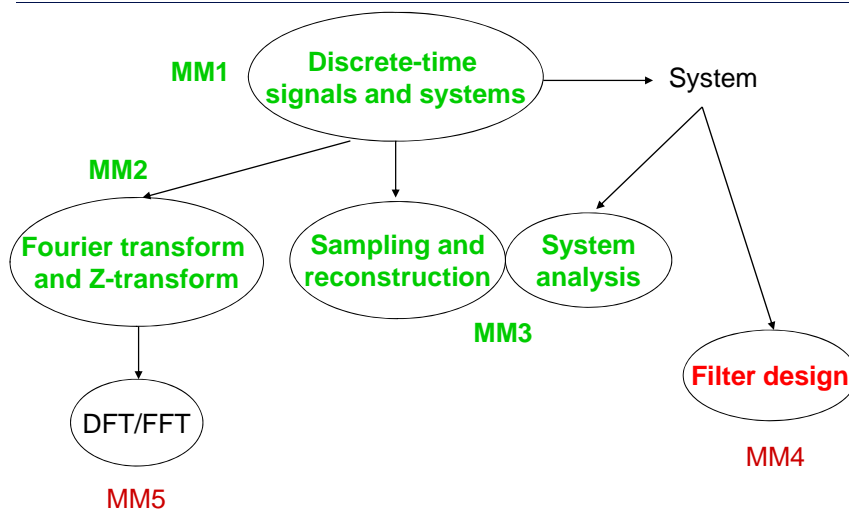 MM1
Discrete-time
signals and systems
System
MM2
Fourier transform
and Z-transform
Sampling and
reconstruction
System
analysis
MM3
Filter design
DFT/FFT
MM4
MM5